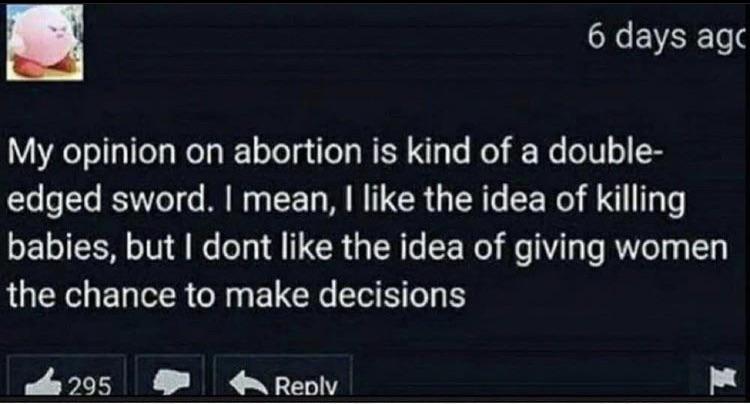 6 days ago
My opinion on abortion is kind of a double-
edged sword. I mean, I like the idea of killing
babies, but I dont like the idea of giving women
the chance to make decisions
295 Reply